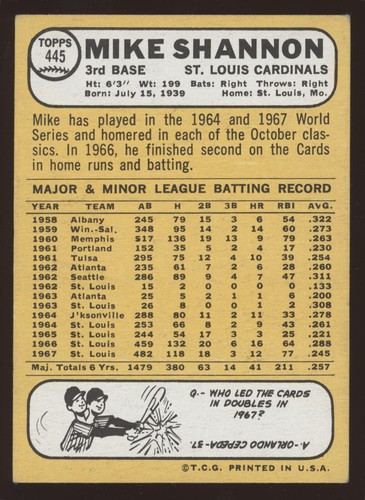 TOPPS
445
MIKE SHANNON
3rd BASE ST. LOUIS CARDINALS
Ht: 6'3" Wt: 199 Bats: Right Throws: Right
Born: July 15, 1939 Home: St. Louis, Mo.
Mike has played in the 1964 and 1967 World
Series and homered in each of the October clas-
sics. In 1966, he finished second on the Cards
in home runs and batting.
MAJOR & MINOR LEAGUE BATTING RECORD
YEAR TEAM AB H 2B 3B HR RBI AVG.
1958 Albany 245 79 15 3 6 54 .322
1959 Win.-Sal. 348 95 14 2 14 60 .273
1960 Memphis 517 136 19 13 9 79 .263
1961 Portland 152 35 5 1 3 16 .230
1961 Tulsa 295 75 12 4 10 39 .254
1962 Atlanta 235 61 7 2 6 28 .260
1962 Seattle 286 89 9 4 7 47 .311
1962 St. Louis 15 2 0 0 0 0 .133
1963 Atlanta 25 5 2 1 3 6 .200
1963 St. Louis 26 8 0 0 1 2 .308
1964 J'ksonville 288 80 11 2 11 33 .278
1964 St. Louis 253 66 8 2 9 43 .261
1965 St. Louis 244 54 17 3 3 25 .221
1966 St. Louis 459 132 20 6 16 64 .288
1967 St. Louis 482 118 18 3 12 77 .245
Maj. Totals 6 Yrs. 1479 380 63 14 41 211 .257
Q.- WHO LED THE CARDS
IN DOUBLES IN
1967?
A.-ORLANDO CEPEDA-37.
©T.C.G. PRINTED IN U.S.A.